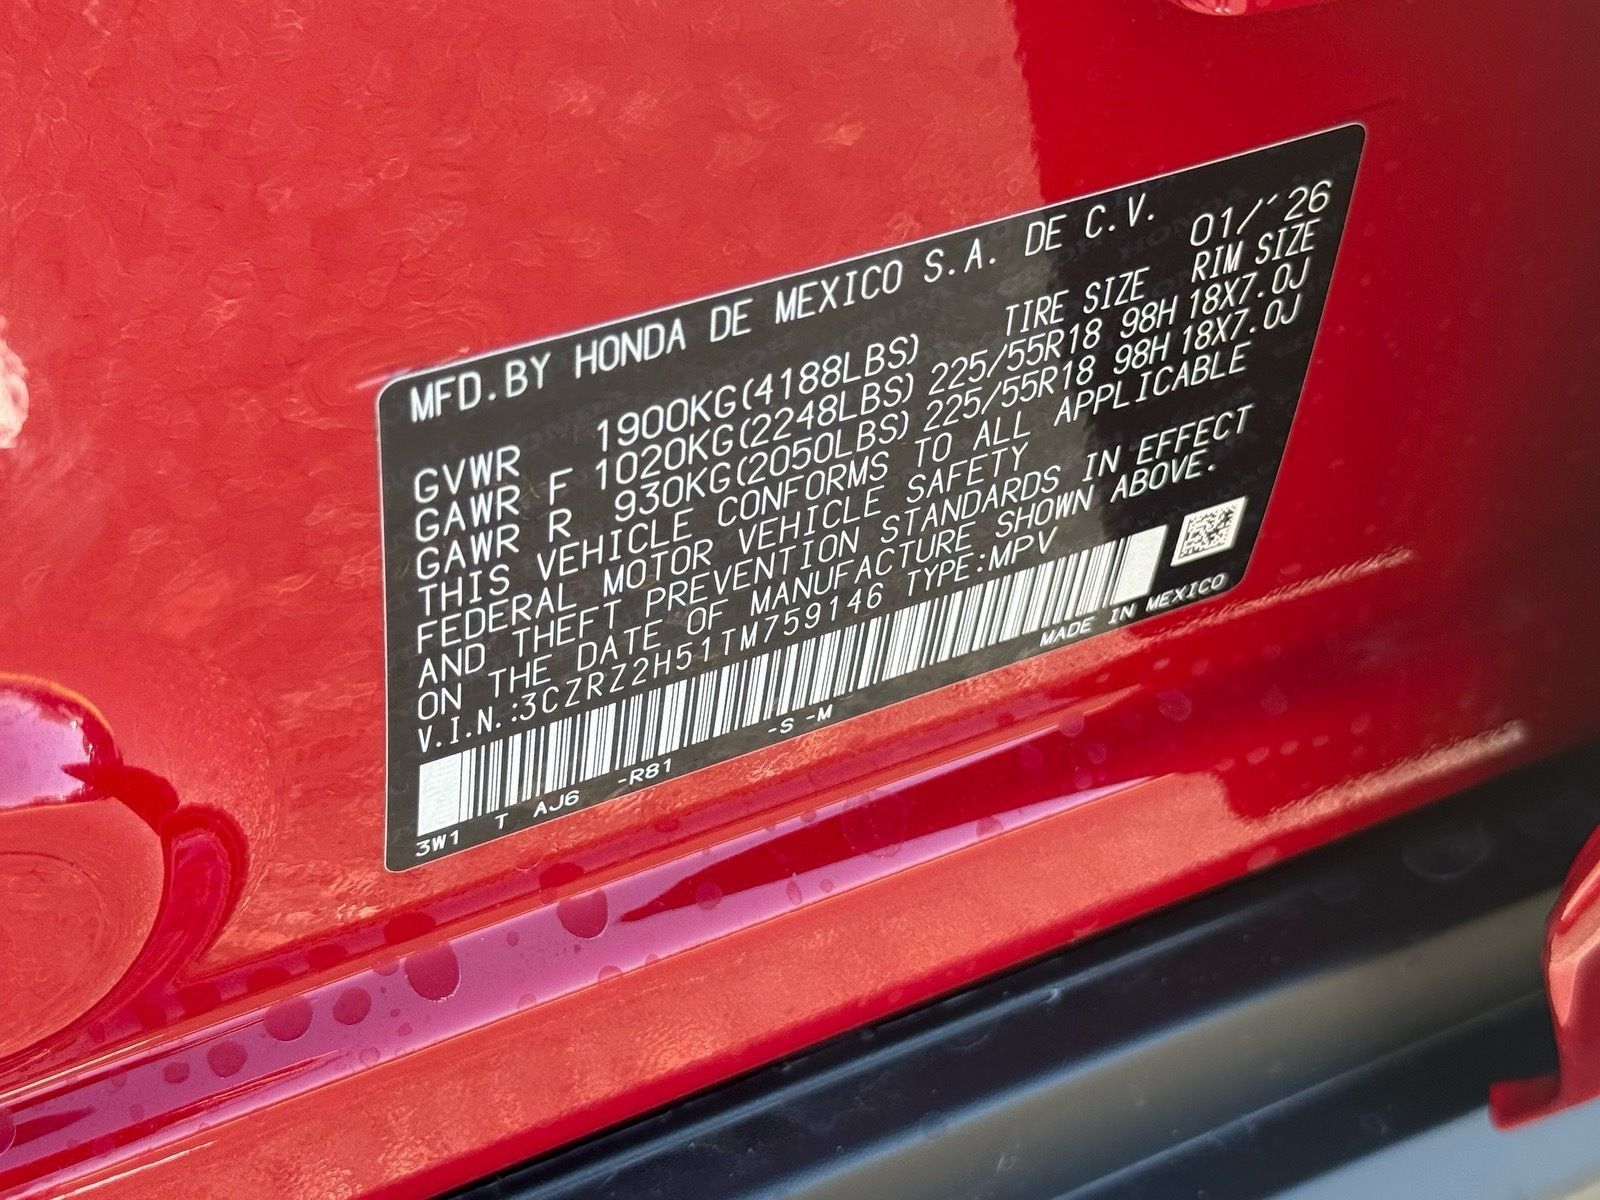 MFD. BY HONDA DE MEXICO S.A. DE C.V. 01/'26
TIRE SIZE RIM SIZE
GVWR 1900KG(4188LBS)
GAWR F 1020KG(2248LBS) 225/55R18 98H 18X7.0J
GAWR R 930KG(2050LBS) 225/55R18 98H 18X7.0J
THIS VEHICLE CONFORMS TO ALL APPLICABLE
FEDERAL MOTOR VEHICLE SAFETY
AND THEFT PREVENTION STANDARDS IN EFFECT
ON THE DATE OF MANUFACTURE SHOWN ABOVE.
V.I.N.:3CZRZ2H51TM759146 TYPE:MPV
MADE IN MEXICO
3W1 T AJ6 -R81 -S -M